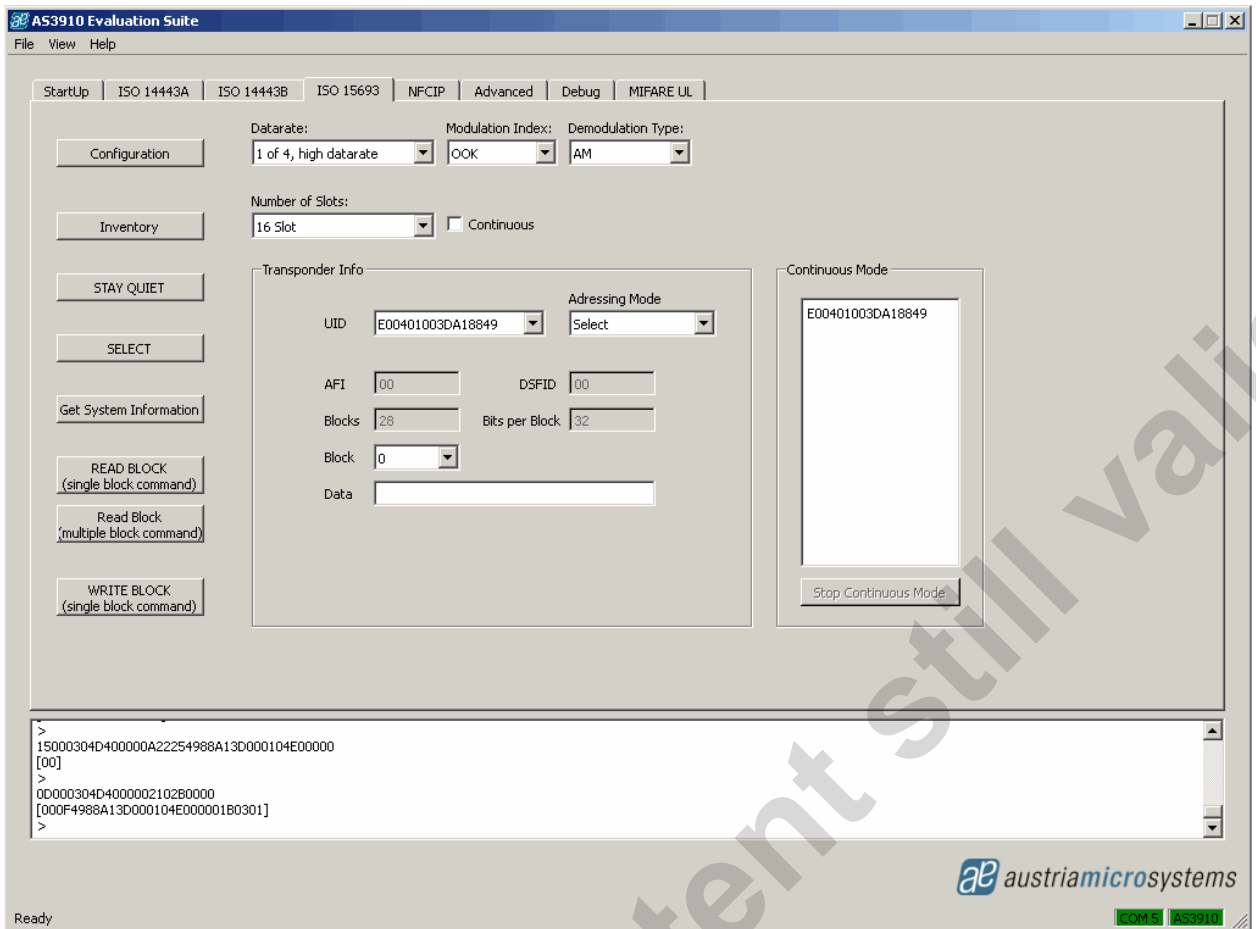 AS3910 Evaluation Suite
File View Help
StartUp ISO 14443A ISO 14443B ISO 15693 NFCIP Advanced Debug MIFARE UL
Datarate: Modulation Index: Demodulation Type:
Configuration 1 of 4, high datarate OOK AM
Number of Slots:
Inventory 16 Slot Continuous
Transponder Info Continuous Mode
STAY QUIET
Adressing Mode
UID E00401003DA18849 Select E00401003DA18849
SELECT
AFI 00 DSFID 00
Get System Information
Blocks 28 Bits per Block 32
Block 0
READ BLOCK
(single block command)
Data
Read Block
(multiple block command)
WRITE BLOCK
(single block command)
Stop Continuous Mode
>
15000304D400000A22254988A13D000104E00000
[00]
>
0D000304D4000002102B0000
[000F4988A13D000104E000001B0301]
>
austriamicrosystems
Ready COM 5 AS3910
tent still valid